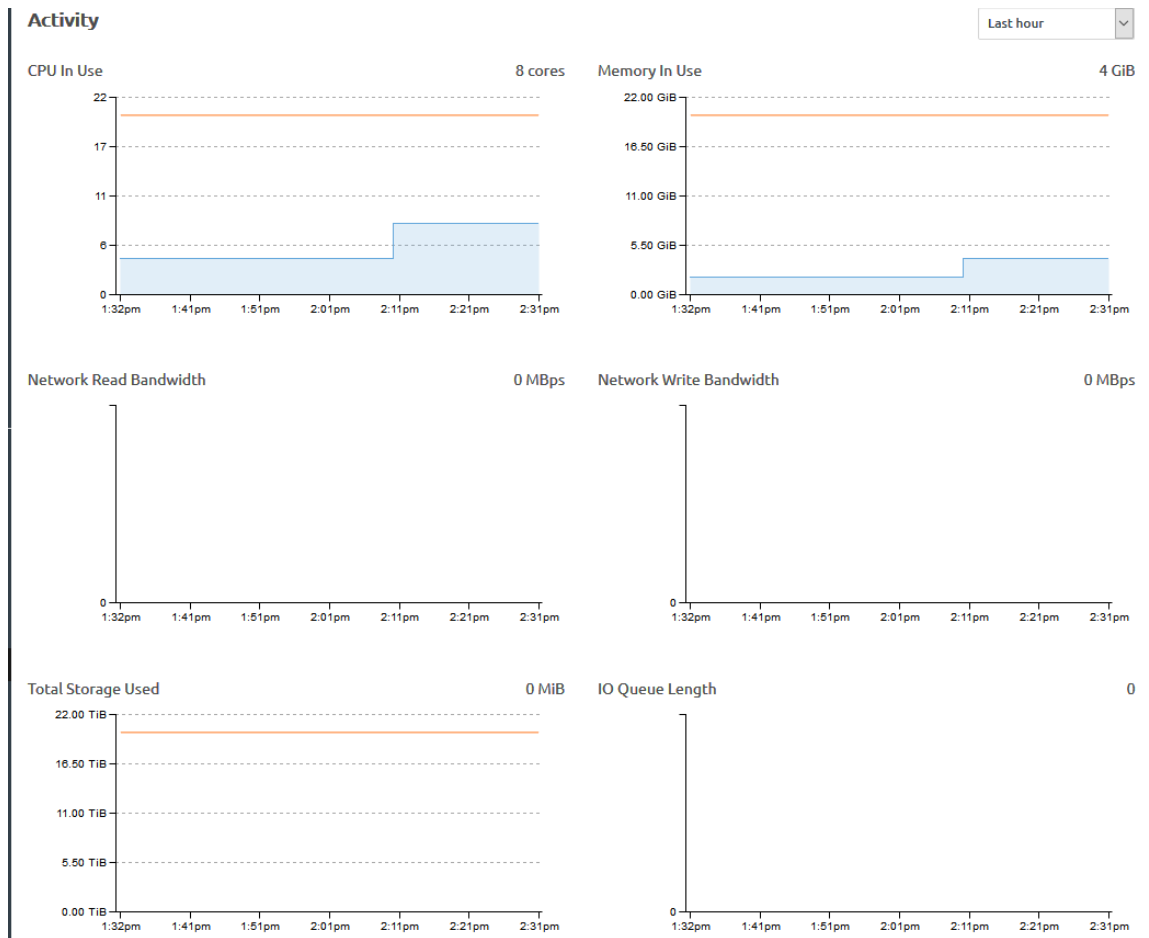 Activity
Last hour
CPU In Use 8 cores
22
17
11
6
0
1:32pm 1:41pm 1:51pm 2:01pm 2:11pm 2:21pm 2:31pm
Memory In Use 4 GiB
22.00 GiB
16.50 GiB
11.00 GiB
5.50 GiB
0.00 GiB
1:32pm 1:41pm 1:51pm 2:01pm 2:11pm 2:21pm 2:31pm
Network Read Bandwidth 0 MBps
0
1:32pm 1:41pm 1:51pm 2:01pm 2:11pm 2:21pm 2:31pm
Network Write Bandwidth 0 MBps
0
1:32pm 1:41pm 1:51pm 2:01pm 2:11pm 2:21pm 2:31pm
Total Storage Used 0 MiB
22.00 TiB
16.50 TiB
11.00 TiB
5.50 TiB
0.00 TiB
1:32pm 1:41pm 1:51pm 2:01pm 2:11pm 2:21pm 2:31pm
IO Queue Length 0
0
1:32pm 1:41pm 1:51pm 2:01pm 2:11pm 2:21pm 2:31pm